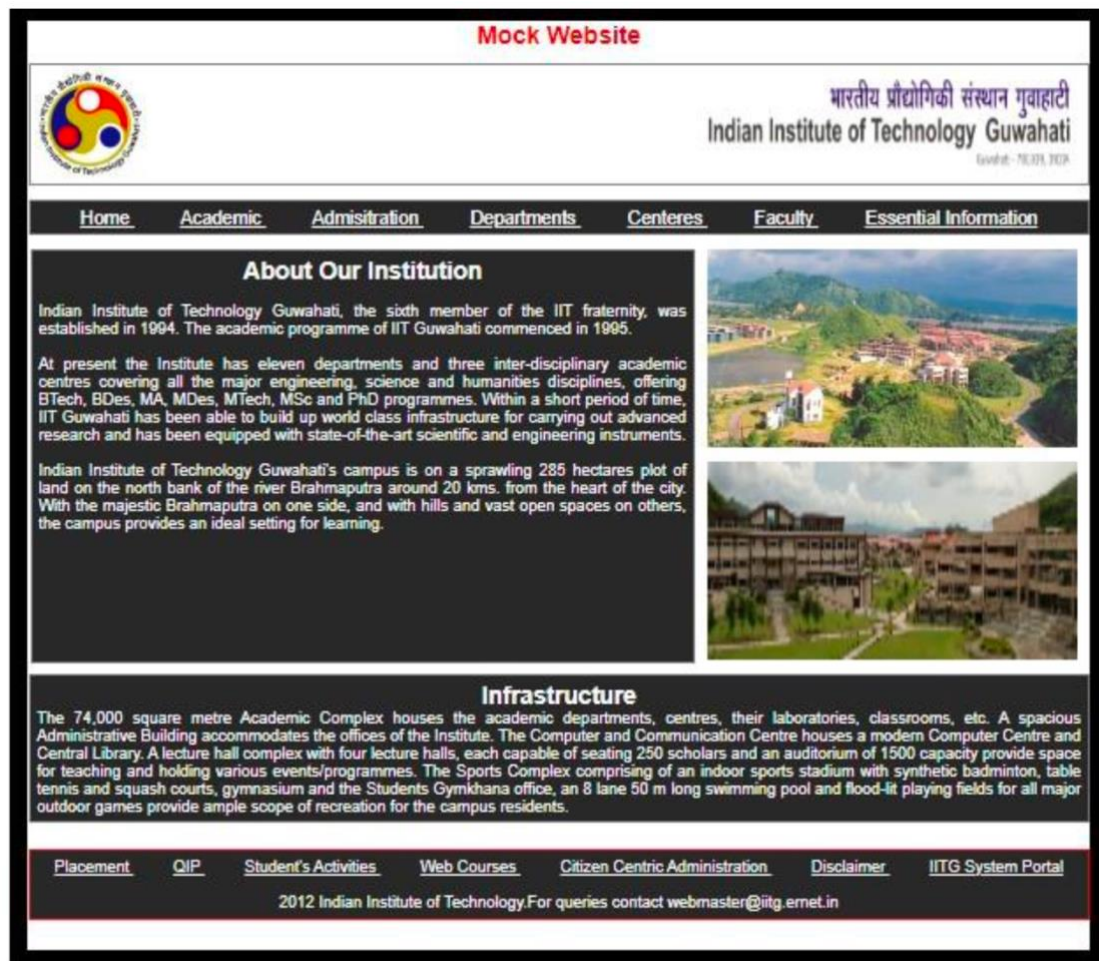 Mock Website
भारतीय प्रौद्योगिकी संस्थान गुवाहाटी
Indian Institute of Technology Guwahati
Home Academic Admisitration Departments Centeres Faculty Essential Information
About Our Institution
Indian Institute of Technology Guwahati, the sixth member of the IIT fraternity, was
established in 1994. The academic programme of IIT Guwahati commenced in 1995.
At present the Institute has eleven departments and three inter-disciplinary academic
centres covering all the major engineering, science and humanities disciplines, offering
BTech, BDes, MA, MDes, MTech, MSc and PhD programmes. Within a short period of time,
IIT Guwahati has been able to build up world class infrastructure for carrying out advanced
research and has been equipped with state-of-the-art scientific and engineering instruments.
Indian Institute of Technology Guwahati's campus is on a sprawling 285 hectares plot of
land on the north bank of the river Brahmaputra around 20 kms. from the heart of the city.
With the majestic Brahmaputra on one side, and with hills and vast open spaces on others,
the campus provides an ideal setting for learning.
Infrastructure
The 74,000 square metre Academic Complex houses the academic departments, centres, their laboratories, classrooms, etc. A spacious
Administrative Building accommodates the offices of the Institute. The Computer and Communication Centre houses a modern Computer Centre and
Central Library. A lecture hall complex with four lecture halls, each capable of seating 250 scholars and an auditorium of 1500 capacity provide space
for teaching and holding various events/programmes. The Sports Complex comprising of an indoor sports stadium with synthetic badminton, table
tennis and squash courts, gymnasium and the Students Gymkhana office, an 8 lane 50 m long swimming pool and flood-lit playing fields for all major
outdoor games provide ample scope of recreation for the campus residents.
Placement QIP Student's Activities Web Courses Citizen Centric Administration Disclaimer IITG System Portal
2012 Indian Institute of Technology.For queries contact webmaster@iitg.ernet.in